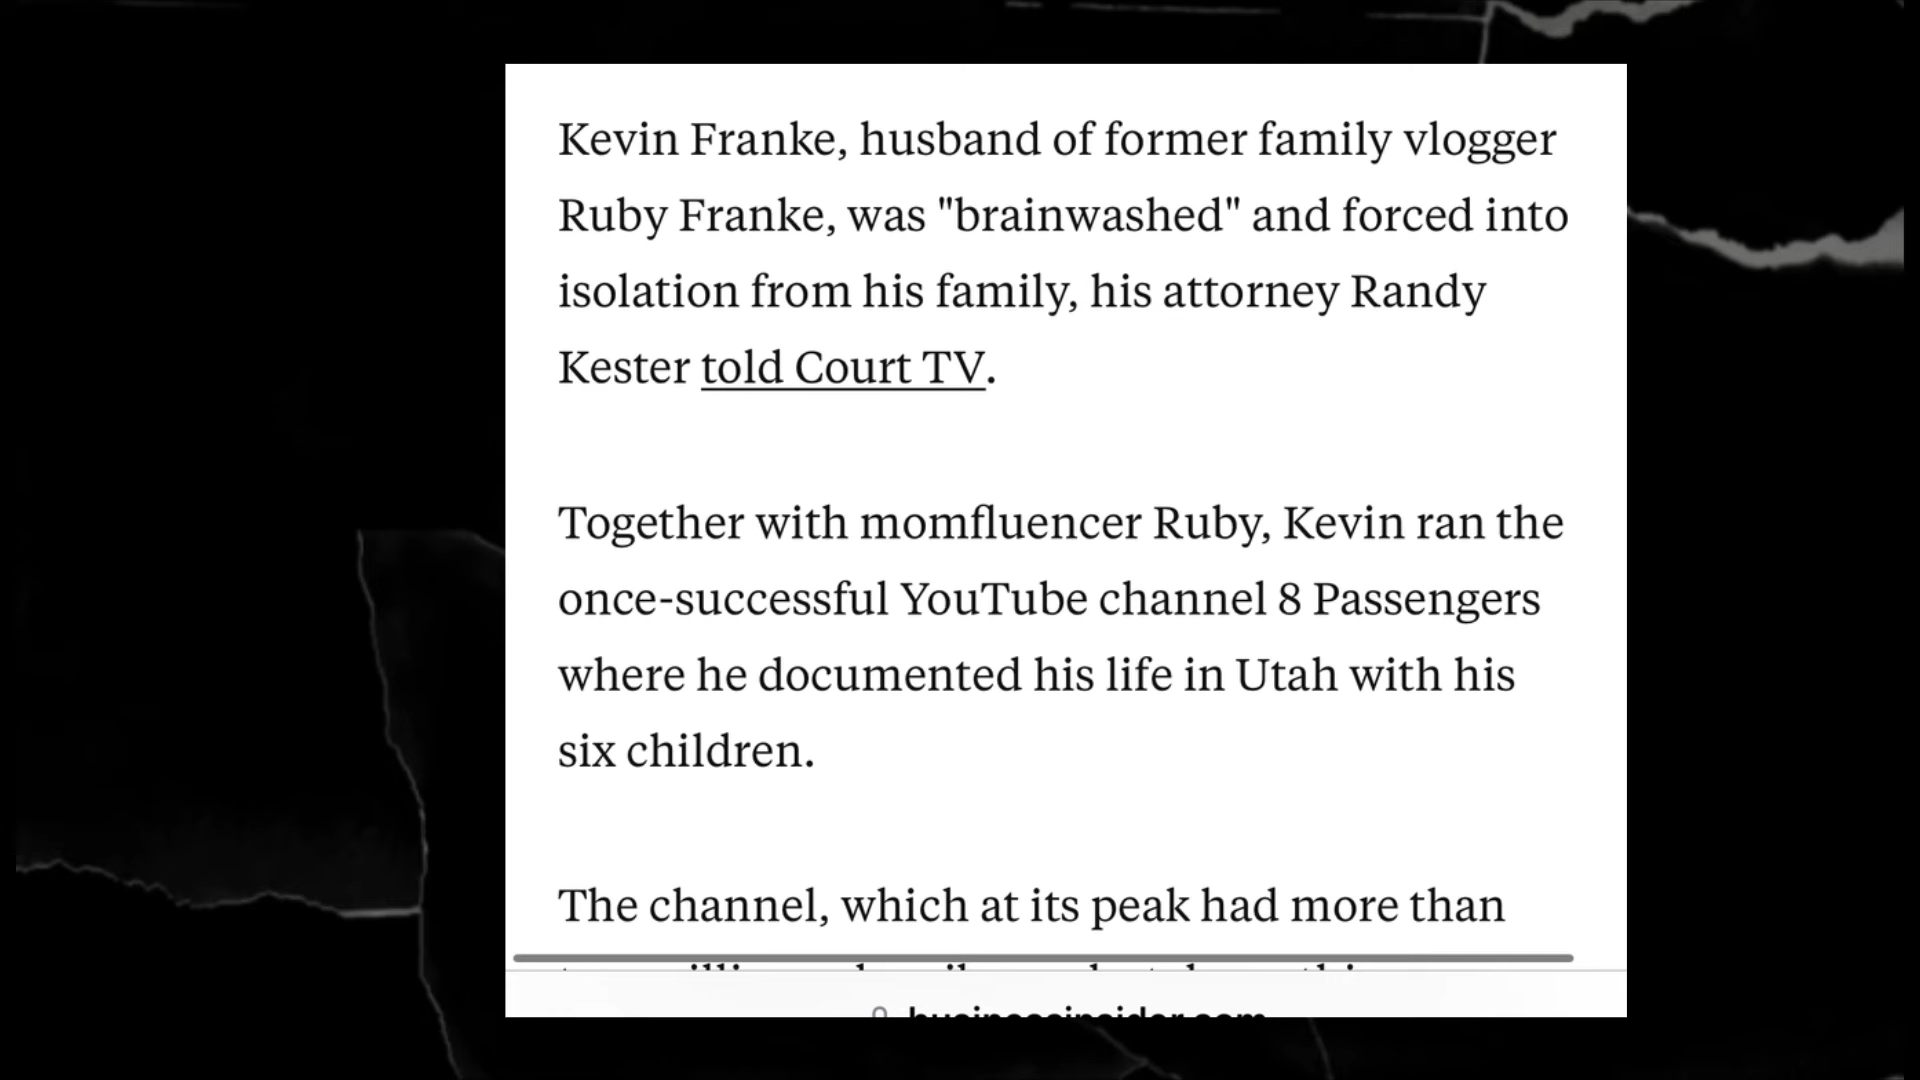 Kevin Franke, husband of former family vlogger
Ruby Franke, was "brainwashed" and forced into
isolation from his family, his attorney Randy
Kester told Court TV.
Together with momfluencer Ruby, Kevin ran the
once-successful YouTube channel 8 Passengers
where he documented his life in Utah with his
six children.
The channel, which at its peak had more than
businessinsider.com